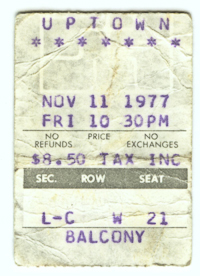 UPTOWN
* * * * * * *
NOV 11 1977
FRI 10 30PM
NO REFUNDS PRICE NO EXCHANGES
$8.50 TAX INC
SEC. ROW SEAT
L-C W 21
BALCONY